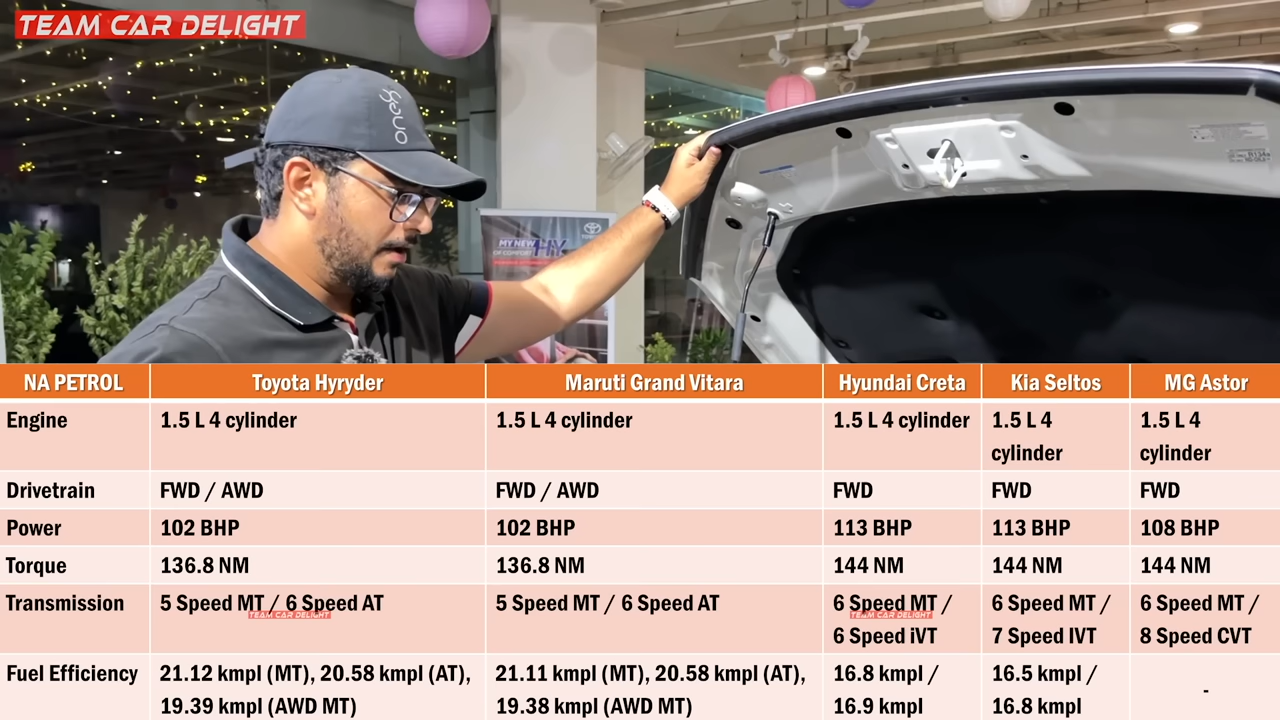 TEAM CAR DELIGHT
MY NEW HY
NA PETROL Toyota Hyryder Maruti Grand Vitara Hyundai Creta Kia Seltos MG Astor
Engine 1.5 L 4 cylinder 1.5 L 4 cylinder 1.5 L 4 cylinder 1.5 L 4 cylinder 1.5 L 4 cylinder
Drivetrain FWD / AWD FWD / AWD FWD FWD FWD
Power 102 BHP 102 BHP 113 BHP 113 BHP 108 BHP
Torque 136.8 NM 136.8 NM 144 NM 144 NM 144 NM
Transmission 5 Speed MT / 6 Speed AT 5 Speed MT / 6 Speed AT 6 Speed MT / 6 Speed iVT 6 Speed MT / 7 Speed IVT 6 Speed MT / 8 Speed CVT
TEAM CAR DELIGHT TEAM CAR DELIGHT
Fuel Efficiency 21.12 kmpl (MT), 20.58 kmpl (AT), 19.39 kmpl (AWD MT) 21.11 kmpl (MT), 20.58 kmpl (AT), 19.38 kmpl (AWD MT) 16.8 kmpl / 16.9 kmpl 16.5 kmpl / 16.8 kmpl -